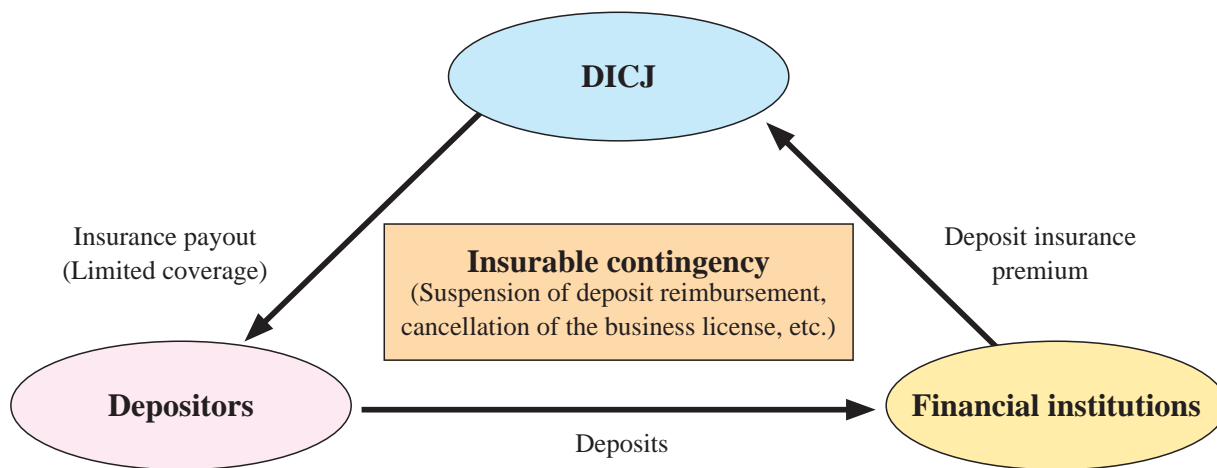 DICJ
Insurance payout
(Limited coverage)
Deposit insurance
premium
Insurable contingency
(Suspension of deposit reimbursement,
cancellation of the business license, etc.)
Depositors
Financial institutions
Deposits